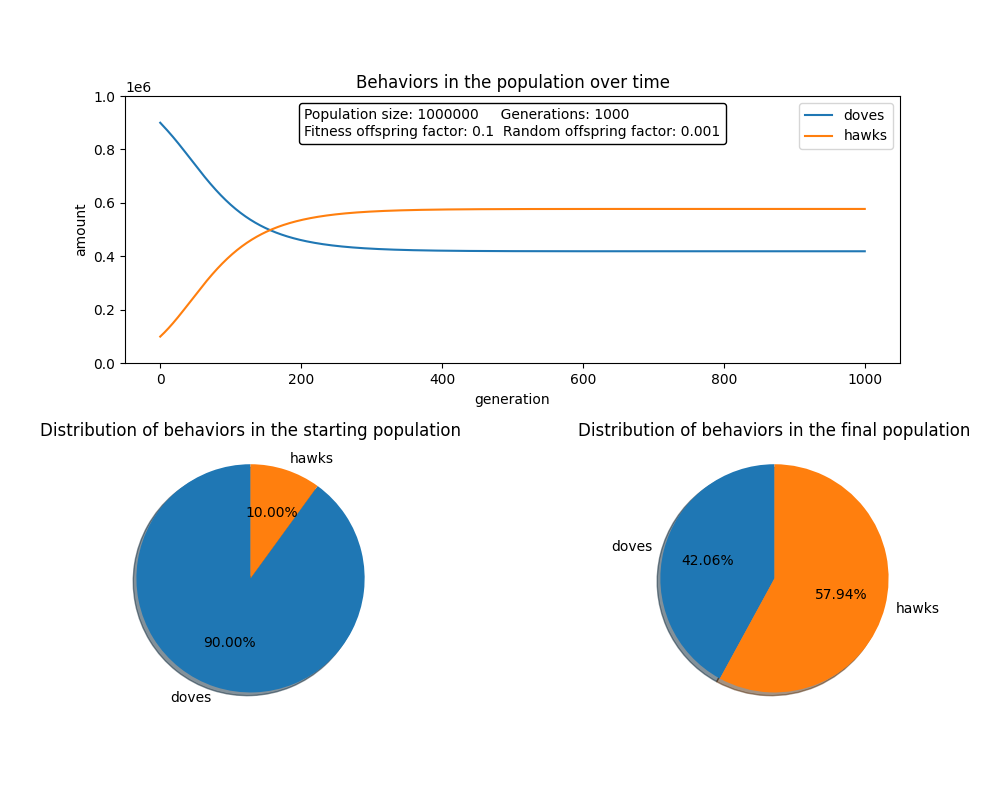 Behaviors in the population over time
1e6
Population size: 1000000     Generations: 1000
Fitness offspring factor: 0.1  Random offspring factor: 0.001
doves
hawks
1.0
0.8
0.6
0.4
0.2
0.0
amount
0 200 400 600 800 1000
generation
Distribution of behaviors in the starting population
hawks
10.00%
90.00%
doves
Distribution of behaviors in the final population
doves
42.06%
57.94%
hawks